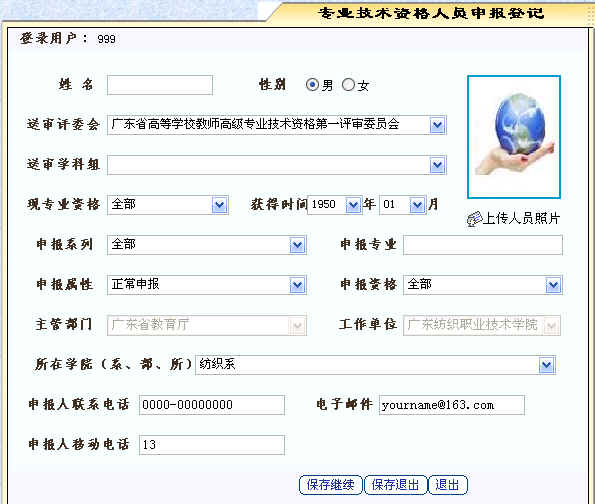 专业技术资格人员申报登记
登录用户： 999
姓 名 性别 男 女
送审评委会 广东省高等学校教师高级专业技术资格第一评审委员会
送审学科组
现专业资格 全部 获得时间 1950 年 01 月
上传人员照片
申报系列 全部 申报专业
申报属性 正常申报 申报资格 全部
主管部门 广东省教育厅 工作单位 广东纺织职业技术学院
所在学院（系、部、所） 纺织系
申报人联系电话 0000-00000000 电子邮件 yourname@163.com
申报人移动电话 13
保存继续 保存退出 退出